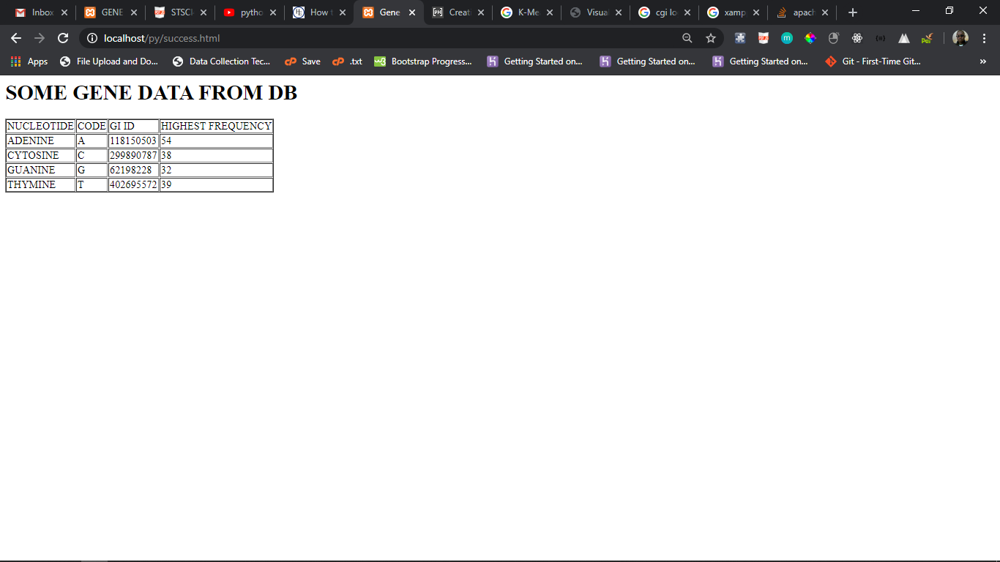 Inbox GENE STSCI pytho How t Gene Creat K-Me Visual cgi lo xamp apach
localhost/py/success.html
Apps File Upload and Do... Data Collection Tec... Save .txt Bootstrap Progress... Getting Started on... Getting Started on... Getting Started on... Git - First-Time Git... »
SOME GENE DATA FROM DB
NUCLEOTIDE CODE GI ID HIGHEST FREQUENCY
ADENINE A 118150503 54
CYTOSINE C 299890787 38
GUANINE G 62198228 32
THYMINE T 402695572 39